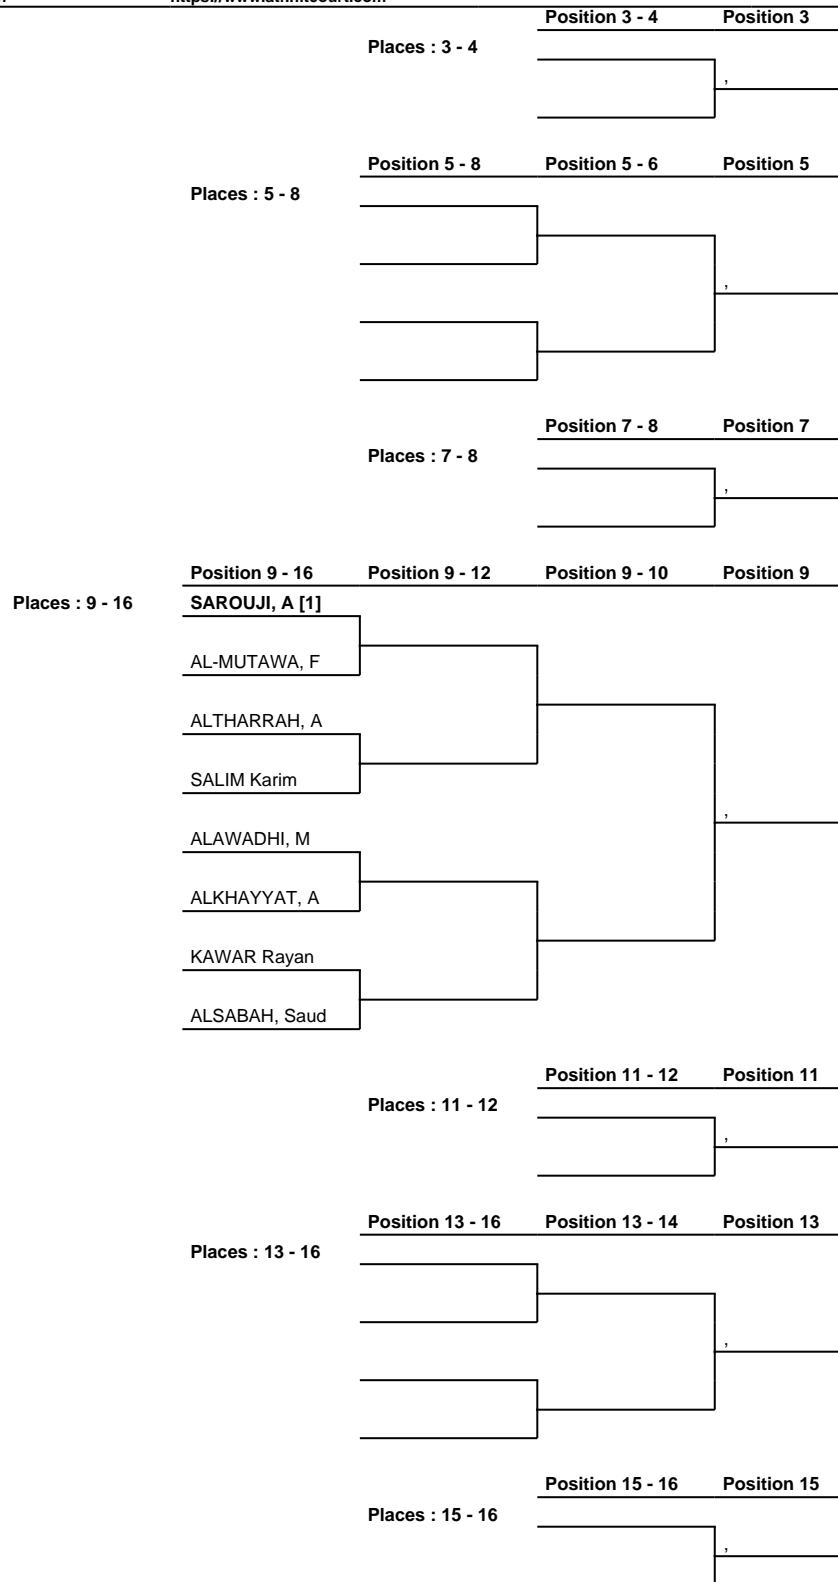 Position 3 - 4 Position 3
Places : 3 - 4
,
Position 5 - 8 Position 5 - 6 Position 5
Places : 5 - 8
,
Position 7 - 8 Position 7
Places : 7 - 8
,
Position 9 - 16 Position 9 - 12 Position 9 - 10 Position 9
Places : 9 - 16 SAROUJI, A [1]
AL-MUTAWA, F
ALTHARRAH, A
SALIM Karim
,
ALAWADHI, M
ALKHAYYAT, A
KAWAR Rayan
ALSABAH, Saud
Position 11 - 12 Position 11
Places : 11 - 12
,
Position 13 - 16 Position 13 - 14 Position 13
Places : 13 - 16
,
Position 15 - 16 Position 15
Places : 15 - 16
,